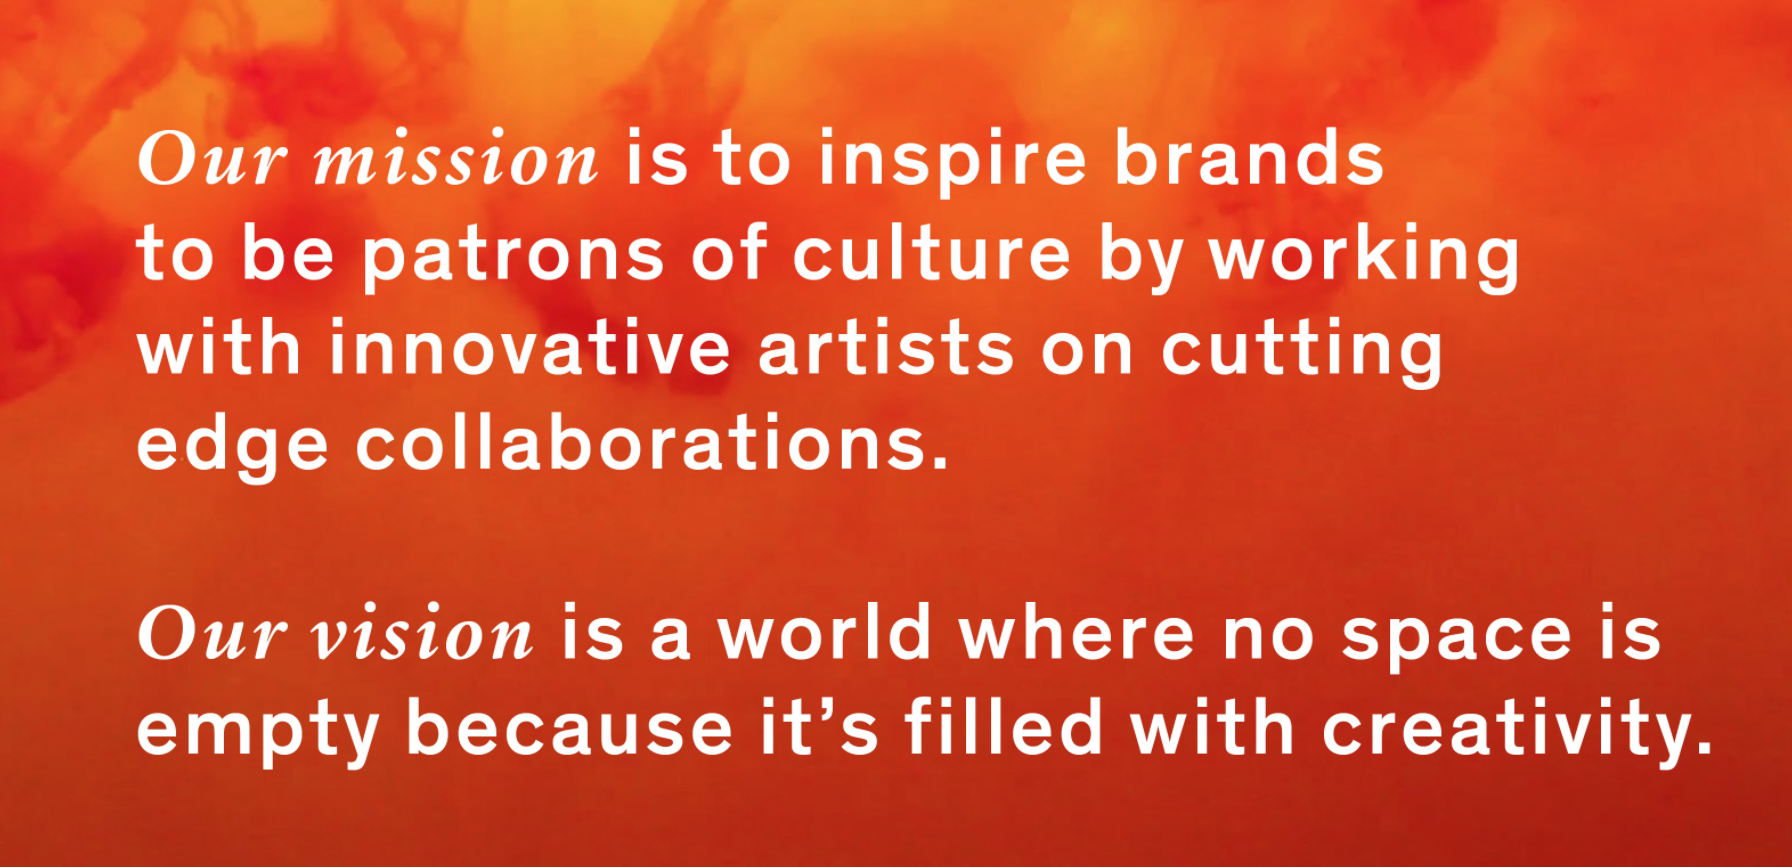 Our mission is to inspire brands
to be patrons of culture by working
with innovative artists on cutting
edge collaborations.
Our vision is a world where no space is
empty because it’s filled with creativity.